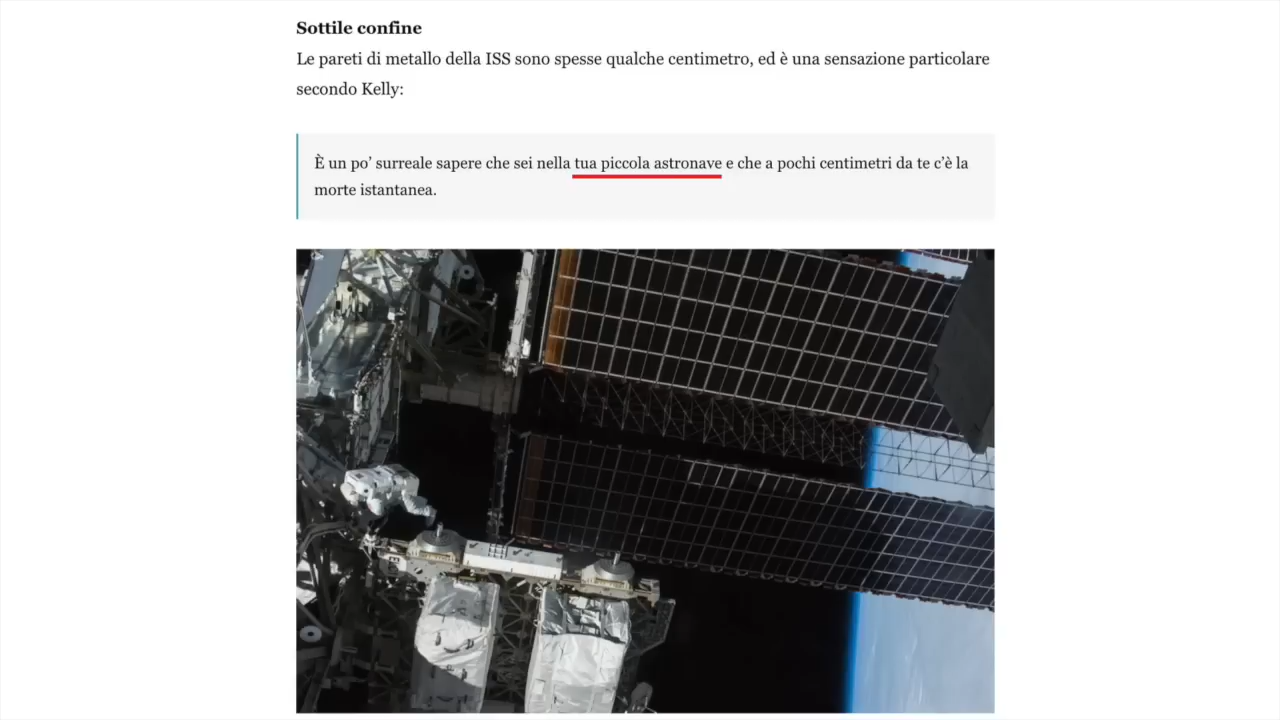 Sottile confine
Le pareti di metallo della ISS sono spesse qualche centimetro, ed è una sensazione particolare
secondo Kelly:
È un po’ surreale sapere che sei nella tua piccola astronave e che a pochi centimetri da te c’è la
morte istantanea.